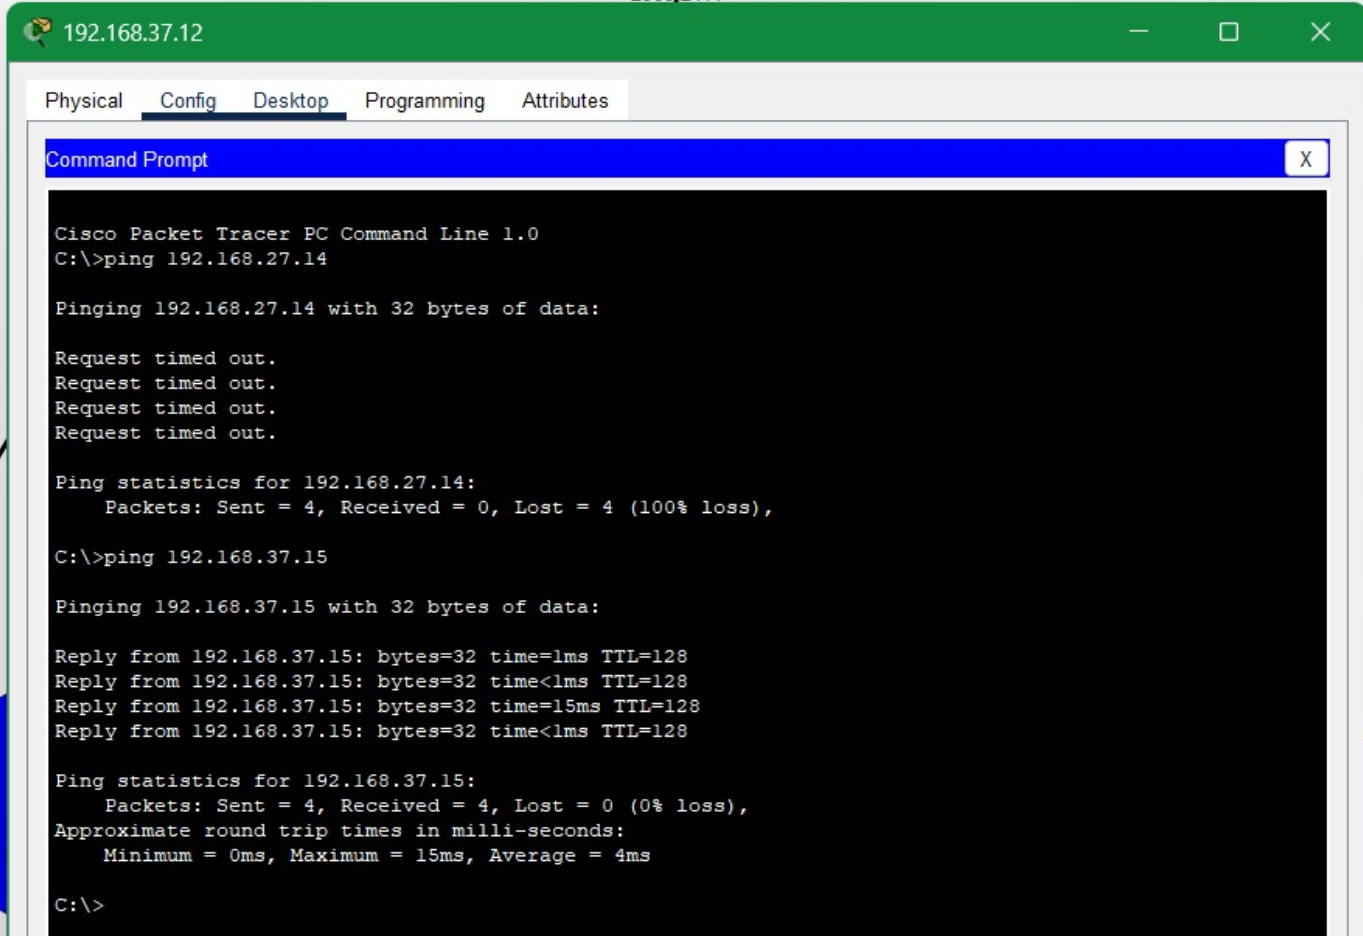 192.168.37.12
Physical Config Desktop Programming Attributes
Command Prompt
X
Cisco Packet Tracer PC Command Line 1.0
C:\>ping 192.168.27.14
Pinging 192.168.27.14 with 32 bytes of data:
Request timed out.
Request timed out.
Request timed out.
Request timed out.
Ping statistics for 192.168.27.14:
Packets: Sent = 4, Received = 0, Lost = 4 (100% loss),
C:\>ping 192.168.37.15
Pinging 192.168.37.15 with 32 bytes of data:
Reply from 192.168.37.15: bytes=32 time=1ms TTL=128
Reply from 192.168.37.15: bytes=32 time<1ms TTL=128
Reply from 192.168.37.15: bytes=32 time=15ms TTL=128
Reply from 192.168.37.15: bytes=32 time<1ms TTL=128
Ping statistics for 192.168.37.15:
Packets: Sent = 4, Received = 4, Lost = 0 (0% loss),
Approximate round trip times in milli-seconds:
Minimum = 0ms, Maximum = 15ms, Average = 4ms
C:\>